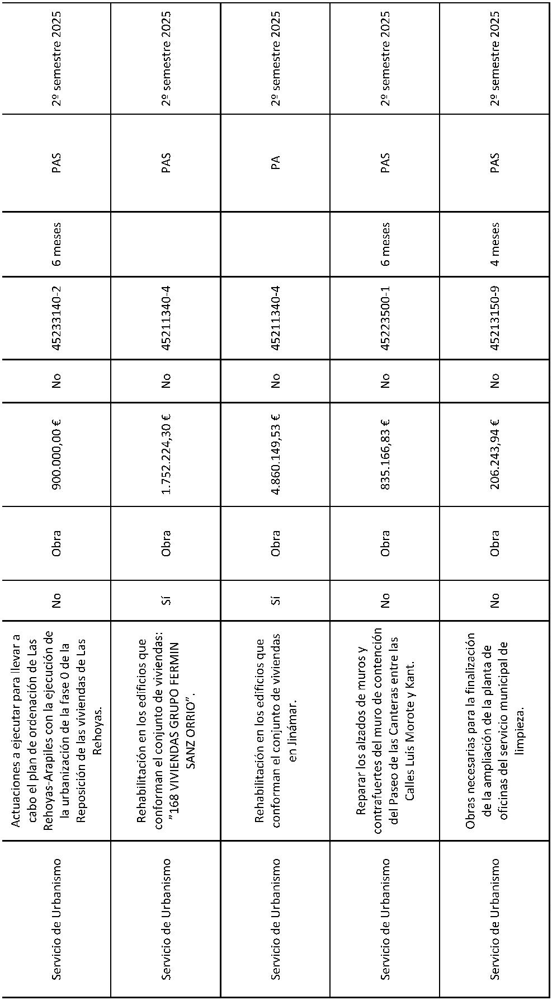 Servicio de Urbanismo
Actuaciones a ejecutar para llevar a
cabo el plan de ordenación de Las
Rehoyas-Arapiles con la ejecución de
la urbanización de la fase 0 de la
Reposición de las viviendas de Las
Rehoyas.
No
Obra
900.000,00 €
No
45233140-2
6 meses
PAS
2º semestre 2025
Servicio de Urbanismo
Rehabilitación en los edificios que
conforman el conjunto de viviendas:
"168 VIVIENDAS GRUPO FERMIN
SANZ ORRIO".
Sí
Obra
1.752.224,30 €
No
45211340-4
PAS
2º semestre 2025
Servicio de Urbanismo
Rehabilitación en los edificios que
conforman el conjunto de viviendas
en Jinámar.
Sí
Obra
4.860.149,53 €
No
45211340-4
PA
2º semestre 2025
Servicio de Urbanismo
Reparar los alzados de muros y
contrafuertes del muro de contención
del Paseo de las Canteras entre las
Calles Luis Morote y Kant.
No
Obra
835.166,83 €
No
45223500-1
6 meses
PAS
2º semestre 2025
Servicio de Urbanismo
Obras necesarias para la finalización
de la ampliación de la planta de
oficinas del servicio municipal de
limpieza.
No
Obra
206.243,94 €
No
45213150-9
4 meses
PAS
2º semestre 2025